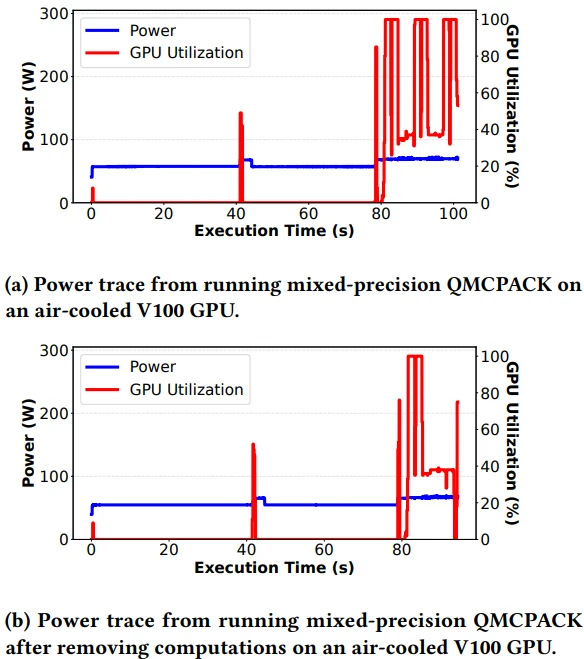 300
200
100
0
Power (W)
Power
GPU Utilization
100
80
60
40
20
0
GPU Utilization (%)
0 20 40 60 80 100
Execution Time (s)
(a) Power trace from running mixed-precision QMCPACK on
an air-cooled V100 GPU.
300
200
100
0
Power (W)
Power
GPU Utilization
100
80
60
40
20
0
GPU Utilization (%)
0 20 40 60 80
Execution Time (s)
(b) Power trace from running mixed-precision QMCPACK
after removing computations on an air-cooled V100 GPU.